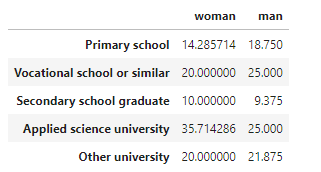 woman man
Primary school 14.285714 18.750
Vocational school or similar 20.000000 25.000
Secondary school graduate 10.000000 9.375
Applied science university 35.714286 25.000
Other university 20.000000 21.875